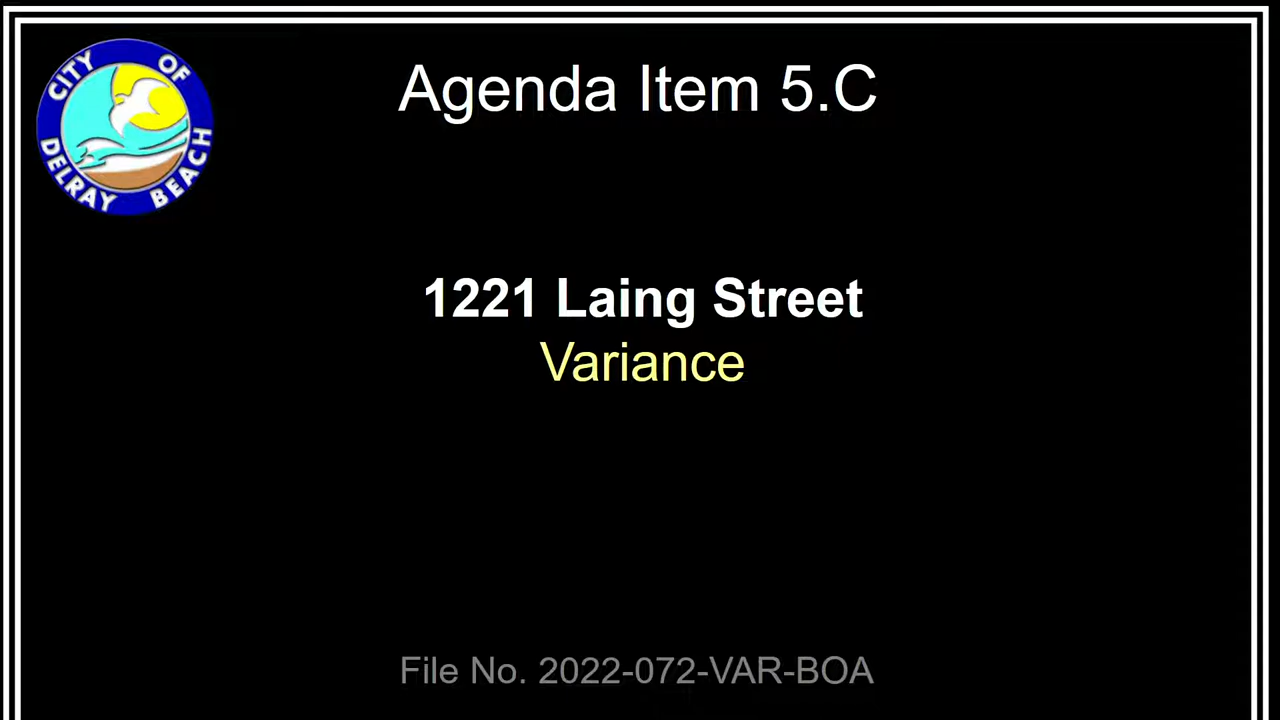 CITY OF
DELRAY BEACH
Agenda Item 5.C
1221 Laing Street
Variance
File No. 2022-072-VAR-BOA